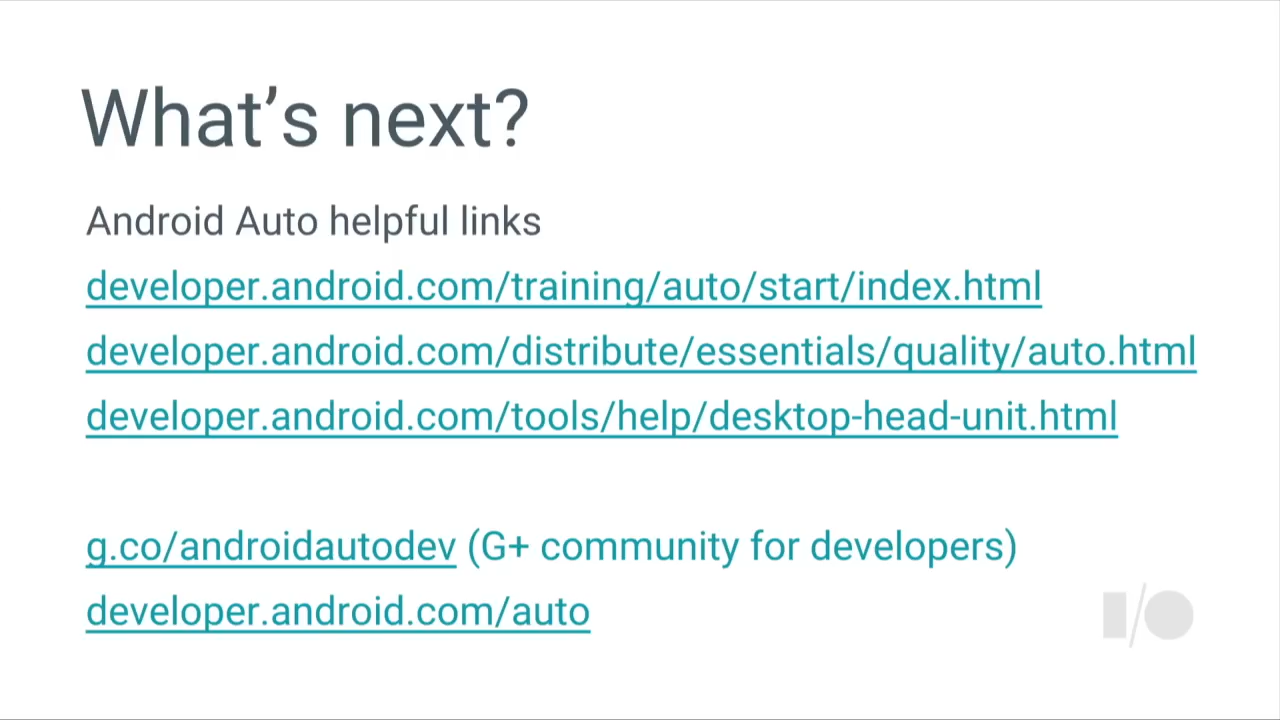 What’s next?
Android Auto helpful links
developer.android.com/training/auto/start/index.html
developer.android.com/distribute/essentials/quality/auto.html
developer.android.com/tools/help/desktop-head-unit.html
g.co/androidautodev (G+ community for developers)
developer.android.com/auto
I/O